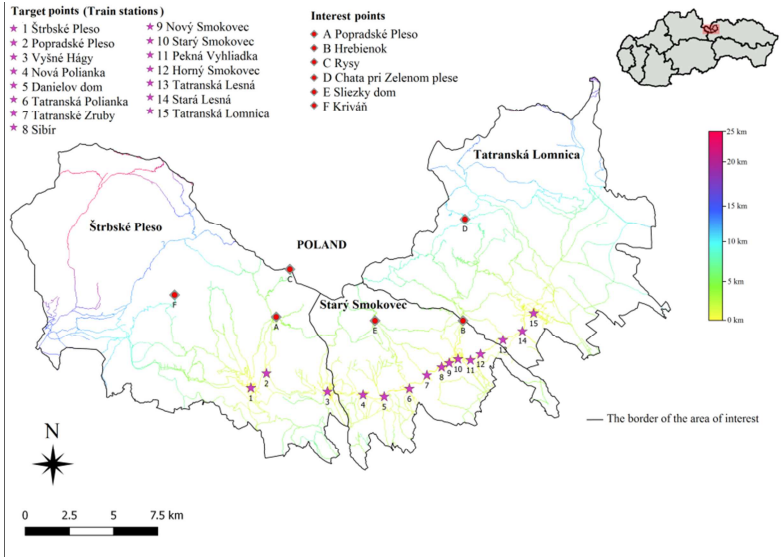 Target points (Train stations)
1 Štrbské Pleso
2 Popradské Pleso
3 Vyšné Hágy
4 Nová Polianka
5 Danielov dom
6 Tatranská Polianka
7 Tatranské Zruby
8 Sibir
9 Nový Smokovec
10 Starý Smokovec
11 Pekná Vyhliadka
12 Horný Smokovec
13 Tatranská Lesná
14 Stará Lesná
15 Tatranská Lomnica
Interest points
A Popradské Pleso
B Hrebienok
C Rysy
D Chata pri Zelenom plese
E Sliezky dom
F Kriváň
25 km
20 km
15 km
10 km
5 km
0 km
Tatranská Lomnica
Štrbské Pleso
POLAND
Starý Smokovec
D
C
F
A
E
B
15
14
13
12
11
10
9
8
7
6
5
4
3
2
1
The border of the area of interest
N
0 2.5 5 7.5 km